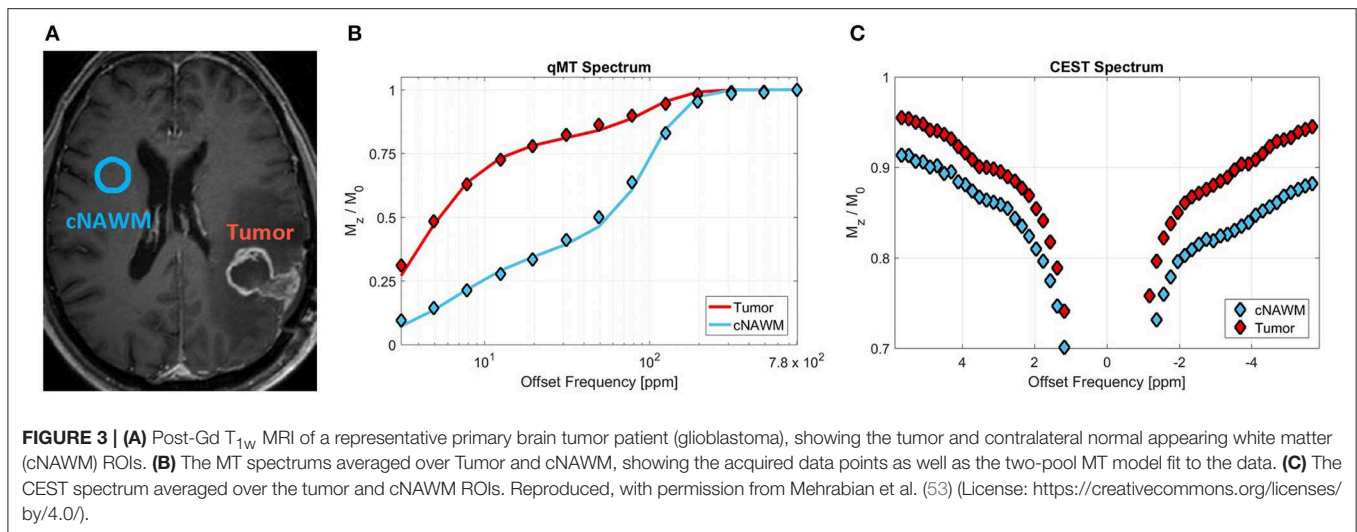 A
cNAWM
Tumor
B
qMT Spectrum
M_z / M_0
1
0.75
0.5
0.25
0
10^1
10^2
7.8 x 10^2
Offset Frequency [ppm]
Tumor
cNAWM
C
CEST Spectrum
M_z / M_0
1
0.9
0.8
0.7
4
2
0
-2
-4
Offset Frequency [ppm]
cNAWM
Tumor
FIGURE 3 | (A) Post-Gd T1w MRI of a representative primary brain tumor patient (glioblastoma), showing the tumor and contralateral normal appearing white matter
(cNAWM) ROIs. (B) The MT spectrums averaged over Tumor and cNAWM, showing the acquired data points as well as the two-pool MT model fit to the data. (C) The
CEST spectrum averaged over the tumor and cNAWM ROIs. Reproduced, with permission from Mehrabian et al. (53) (License: https://creativecommons.org/licenses/
by/4.0/).